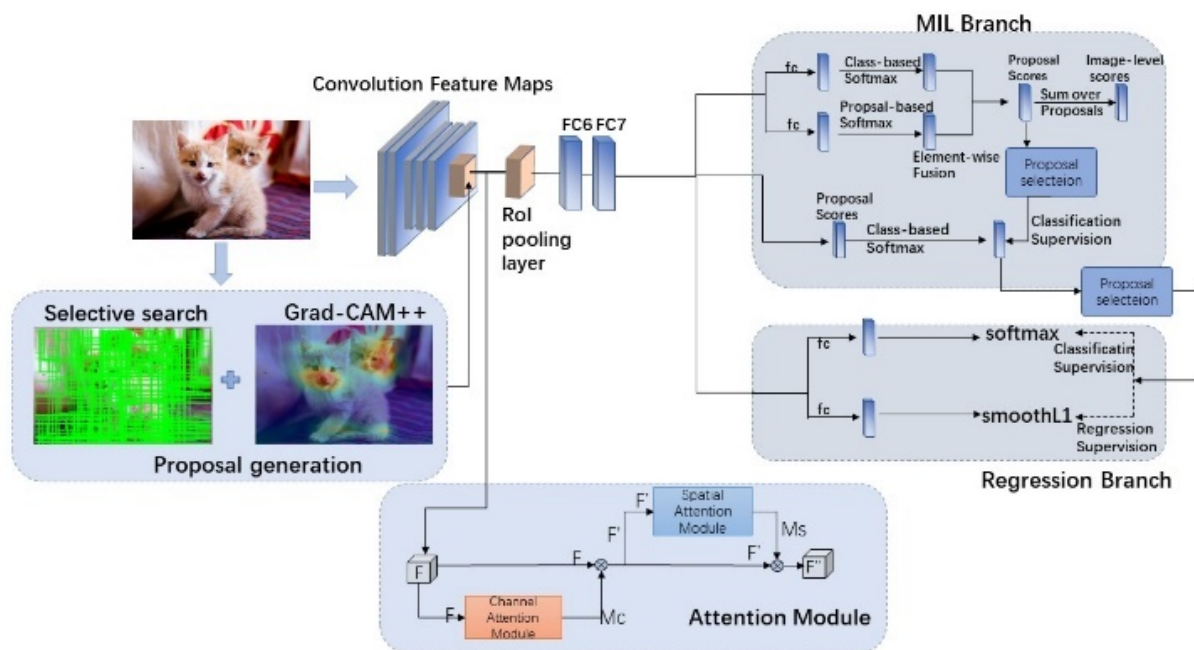 MIL Branch
Convolution Feature Maps
FC6 FC7
RoI
pooling
layer
fc
Class-based
Softmax
fc
Propsal-based
Softmax
Element-wise
Fusion
Proposal
Scores
Sum over
Proposals
Image-level
scores
Proposal
selecteion
Proposal
Scores
Class-based
Softmax
Classification
Supervision
Proposal
selecteion
Selective search
Grad-CAM++
Proposal generation
fc
softmax
Classificatin
Supervision
fc
smoothL1
Regression
Supervision
Regression Branch
F
F
F
Channel
Attention
Module
Mc
F'
F'
Spatial
Attention
Module
Ms
F'
F''
Attention Module